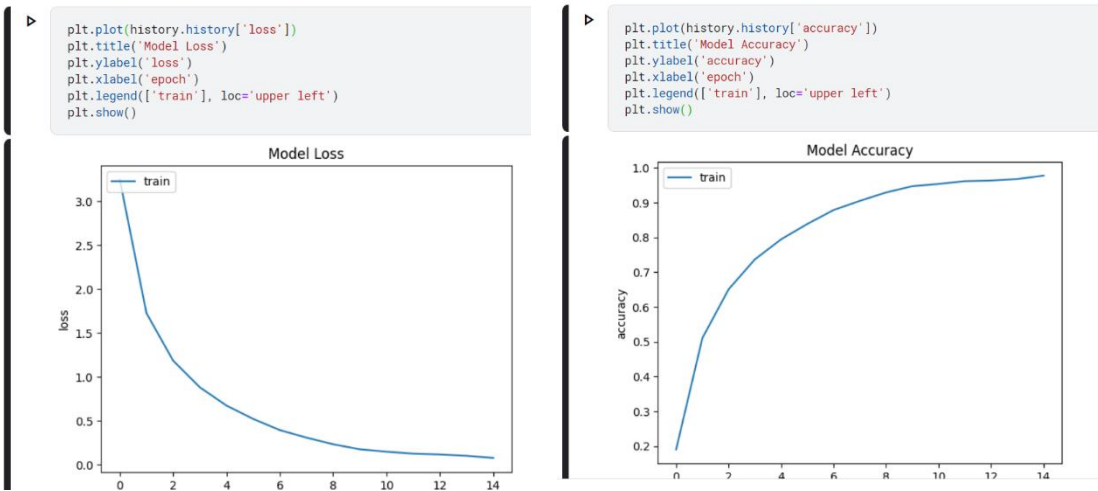 plt.plot(history.history['loss'])
plt.title('Model Loss')
plt.ylabel('loss')
plt.xlabel('epoch')
plt.legend(['train'], loc='upper left')
plt.show()
Model Loss
train
3.0
2.5
2.0
1.5
1.0
0.5
0.0
loss
0 2 4 6 8 10 12 14
plt.plot(history.history['accuracy'])
plt.title('Model Accuracy')
plt.ylabel('accuracy')
plt.xlabel('epoch')
plt.legend(['train'], loc='upper left')
plt.show()
Model Accuracy
train
1.0
0.9
0.8
0.7
0.6
0.5
0.4
0.3
0.2
accuracy
0 2 4 6 8 10 12 14